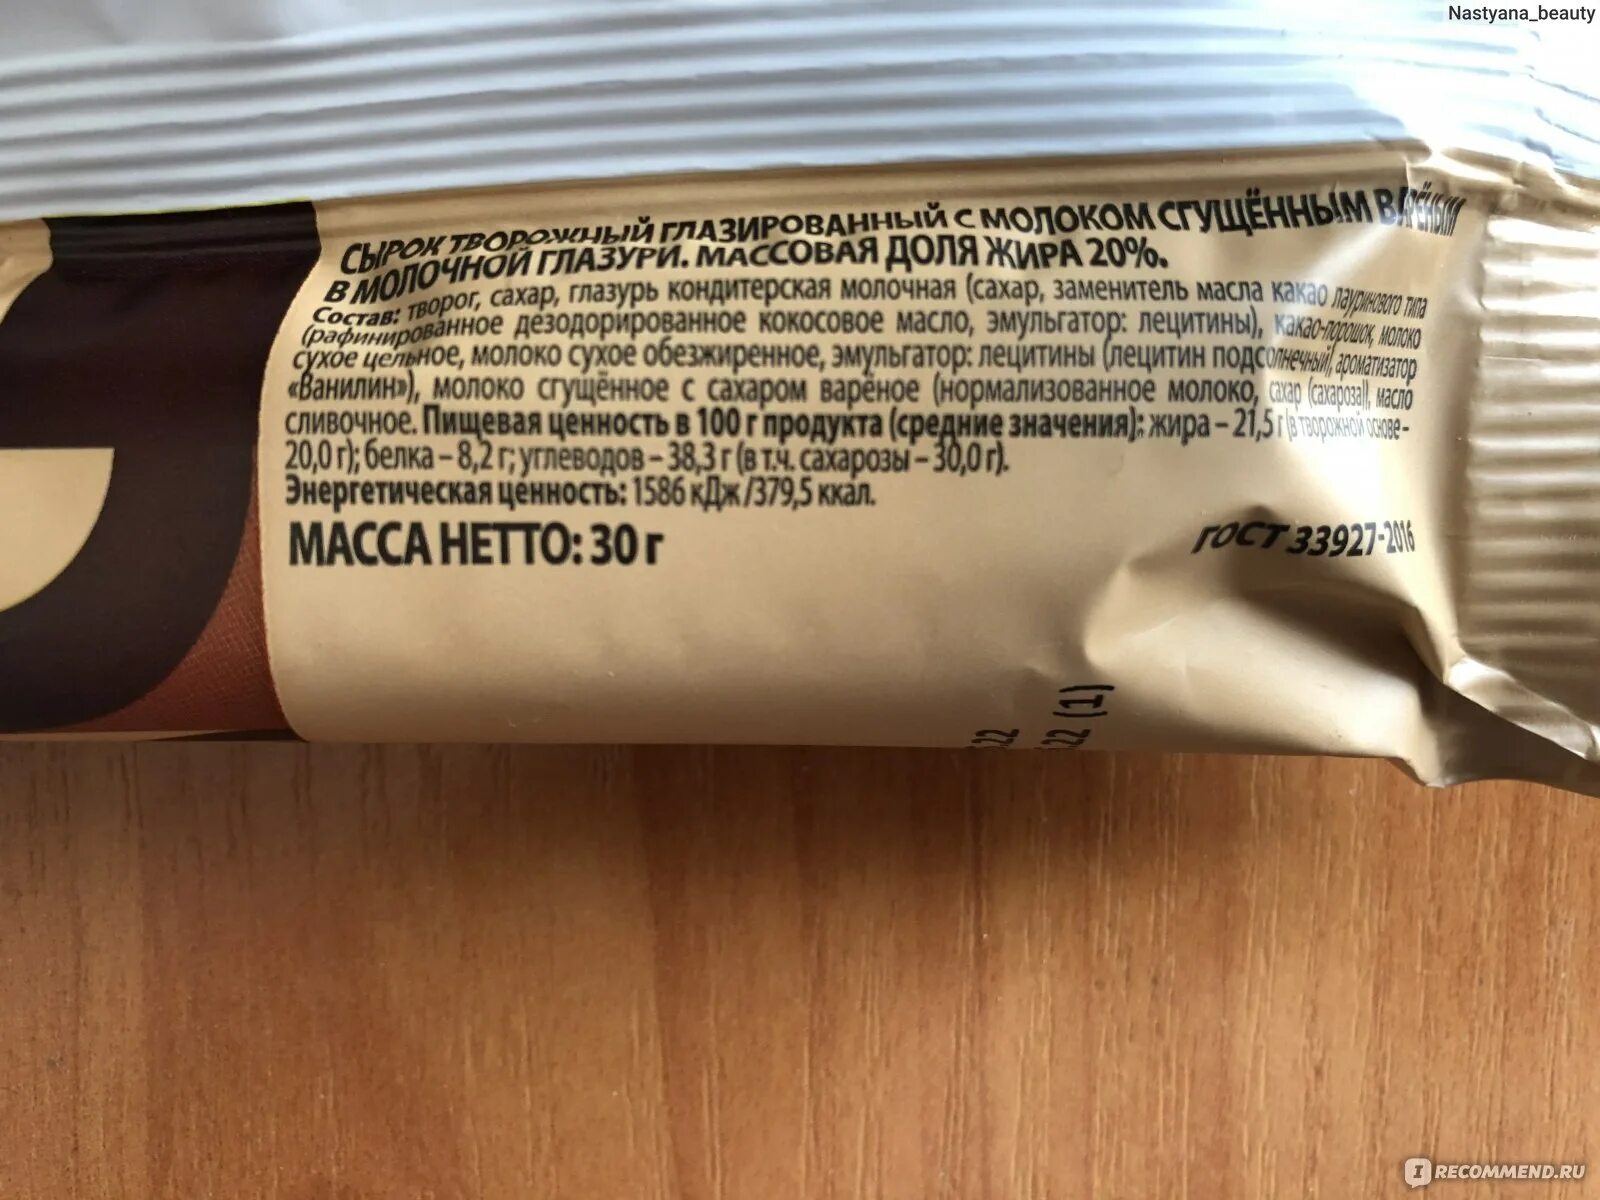 Nastyana_beauty
СЫРОК ТВОРОЖНЫЙ ГЛАЗИРОВАННЫЙ С МОЛОКОМ СГУЩЁННЫМ ВАРЁНЫМ
В МОЛОЧНОЙ ГЛАЗУРИ. МАССОВАЯ ДОЛЯ ЖИРА 20%.
Состав: творог, сахар, глазурь кондитерская молочная (сахар, заменитель масла какао лауринового типа
(рафинированное дезодорированное кокосовое масло, эмульгатор: лецитины), какао-порошок, молоко
сухое цельное, молоко сухое обезжиренное, эмульгатор: лецитины (лецитин подсолнечный), ароматизатор
«Ванилин»), молоко сгущённое с сахаром варёное (нормализованное молоко, сахар (сахароза)), масло
сливочное. Пищевая ценность в 100 г продукта (средние значения): жира – 21,5 г (в творожной основе –
20,0 г); белка – 8,2 г; углеводов – 38,3 г (в т.ч. сахарозы – 30,0 г).
Энергетическая ценность: 1586 кДж/379,5 ккал.
МАССА НЕТТО: 30 г
ГОСТ 33927-2016
.22
.22 (1)
RECOMMEND.RU